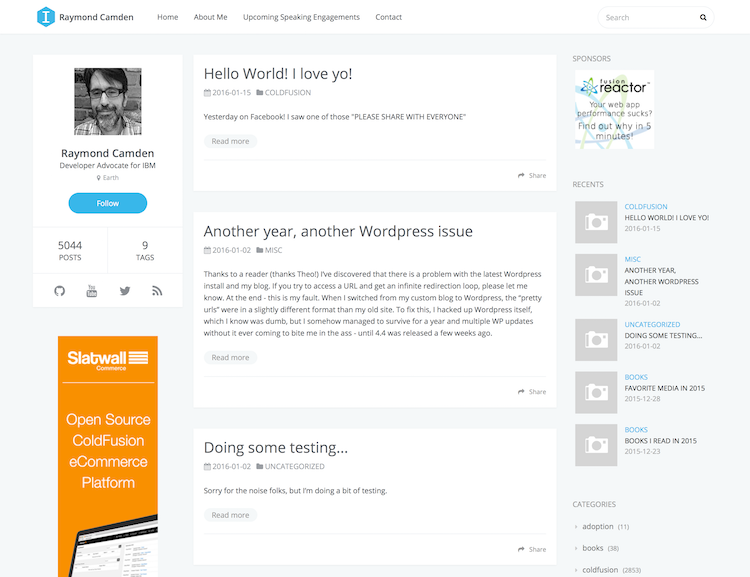 Raymond Camden
Home
About Me
Upcoming Speaking Engagements
Contact
Search
Raymond Camden
Developer Advocate for IBM
Earth
Follow
5044
POSTS
9
TAGS
Slatwall
Commerce
Open Source
ColdFusion
eCommerce
Platform
Hello World! I love yo!
2016-01-15 COLDFUSION
Yesterday on Facebook! I saw one of those "PLEASE SHARE WITH EVERYONE"
Read more
Share
Another year, another Wordpress issue
2016-01-02 MISC
Thanks to a reader (thanks Theo!) I've discovered that there is a problem with the latest Wordpress
install and my blog. If you try to access a URL and get an infinite redirection loop, please let me
know. At the end - this is my fault. When I switched from my custom blog to Wordpress, the “pretty
urls” were in a slightly different format than my old site. To fix this, I hacked up Wordpress itself,
which I know was dumb, but I somehow managed to survive for a year and multiple WP updates
without it ever coming to bite me in the ass - until 4.4 was released a few weeks ago.
Read more
Share
Doing some testing...
2016-01-02 UNCATEGORIZED
Sorry for the noise folks, but I'm doing a bit of testing.
Read more
Share
SPONSORS
fusion
reactor
Your web app
performance sucks?
Find out why in 5
minutes!
RECENTS
COLDFUSION
HELLO WORLD! I LOVE YO!
2016-01-15
MISC
ANOTHER YEAR,
ANOTHER WORDPRESS
ISSUE
2016-01-02
UNCATEGORIZED
DOING SOME TESTING...
2016-01-02
BOOKS
FAVORITE MEDIA IN 2015
2015-12-28
BOOKS
BOOKS I READ IN 2015
2015-12-23
CATEGORIES
adoption (11)
books (38)
coldfusion (2853)